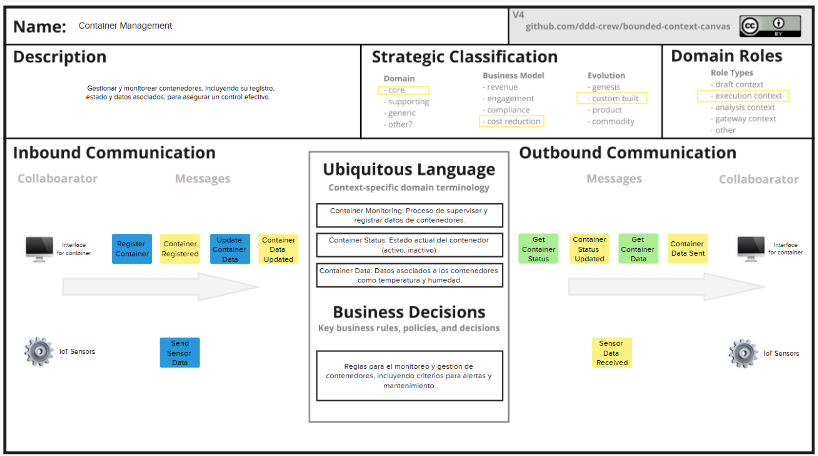 Name: Container Management
V4
github.com/ddd-crew/bounded-context-canvas
cc
BY
Description
Gestionar y monitorear contenedores, incluyendo su registro,
estado y datos asociados, para asegurar un control efectivo.
Strategic Classification
Domain
- core
- supporting
- generic
- other?
Business Model
- revenue
- engagement
- compliance
- cost reduction
Evolution
- genesis
- custom built
- product
- commodity
Domain Roles
Role Types
- draft context
- execution context
- analysis context
- gateway context
- other
Inbound Communication
Collaboarator
Messages
Interface
for container
Register
Container
Container
Registered
Update
Container
Data
Container
Data
Updated
IoT Sensors
Send
Sensor
Data
Ubiquitous Language
Context-specific domain terminology
Container Monitoring: Proceso de supervisar y
registrar datos de contenedores.
Container Status: Estado actual del contenedor
(activo, inactivo).
Container Data: Datos asociados a los contenedores
como temperatura y humedad.
Business Decisions
Key business rules, policies, and decisions
Reglas para el monitoreo y gestión de
contenedores, incluyendo criterios para alertas y
mantenimiento.
Outbound Communication
Messages
Collaboarator
Get
Container
Status
Container
Status
Updated
Get
Container
Data
Container
Data Sent
Interface
for container
Sensor
Data
Received
IoT Sensors